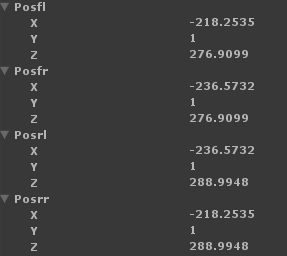 Posfl
X -218.2535
Y 1
Z 276.9099
Posfr
X -236.5732
Y 1
Z 276.9099
Posrl
X -236.5732
Y 1
Z 288.9948
Posrr
X -218.2535
Y 1
Z 288.9948